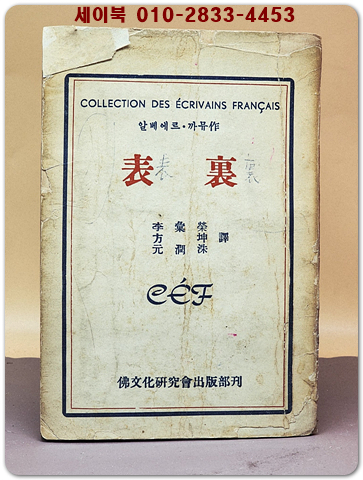 세이북 010-2833-4453
COLLECTION DES ÉCRIVAINS FRANÇAIS
알베에르·까뮤作
表表 裏裏
李彙榮
方坤 譯
元潤洙
CÉF
佛文化研究會出版部刊